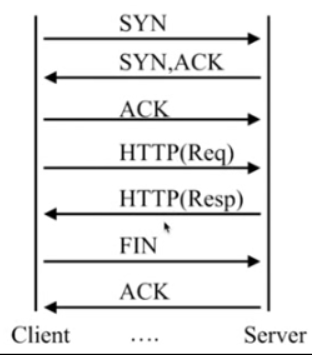 SYN
SYN,ACK
ACK
HTTP(Req)
HTTP(Resp)
FIN
ACK
Client .... Server